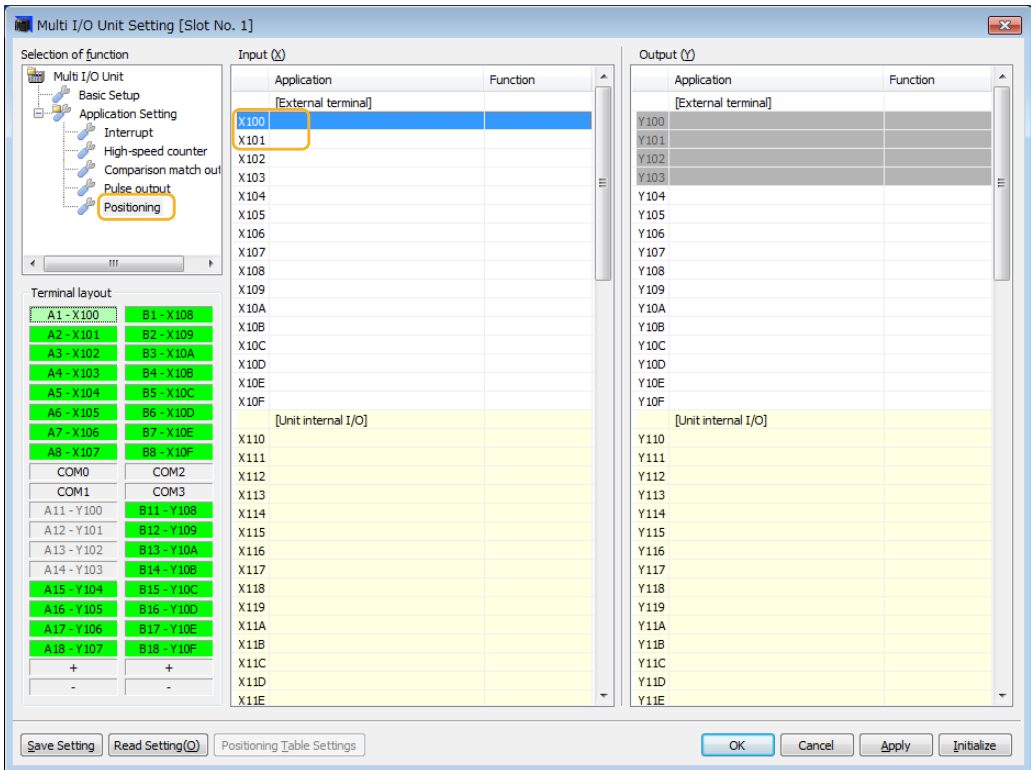 Multi I/O Unit Setting [Slot No. 1]
Selection of function
Multi I/O Unit
Basic Setup
Application Setting
Interrupt
High-speed counter
Comparison match out
Pulse output
Positioning
Terminal layout
A1 - X100 B1 - X108
A2 - X101 B2 - X109
A3 - X102 B3 - X10A
A4 - X103 B4 - X10B
A5 - X104 B5 - X10C
A6 - X105 B6 - X10D
A7 - X106 B7 - X10E
A8 - X107 B8 - X10F
COM0 COM2
COM1 COM3
A11 - Y100 B11 - Y108
A12 - Y101 B12 - Y109
A13 - Y102 B13 - Y10A
A14 - Y103 B14 - Y10B
A15 - Y104 B15 - Y10C
A16 - Y105 B16 - Y10D
A17 - Y106 B17 - Y10E
A18 - Y107 B18 - Y10F
+ +
- -
Input (X)
Application Function
[External terminal]
X100
X101
X102
X103
X104
X105
X106
X107
X108
X109
X10A
X10B
X10C
X10D
X10E
X10F
[Unit internal I/O]
X110
X111
X112
X113
X114
X115
X116
X117
X118
X119
X11A
X11B
X11C
X11D
X11E
Output (Y)
Application Function
[External terminal]
Y100
Y101
Y102
Y103
Y104
Y105
Y106
Y107
Y108
Y109
Y10A
Y10B
Y10C
Y10D
Y10E
Y10F
[Unit internal I/O]
Y110
Y111
Y112
Y113
Y114
Y115
Y116
Y117
Y118
Y119
Y11A
Y11B
Y11C
Y11D
Y11E
Save Setting Read Setting(O) Positioning Table Settings OK Cancel Apply Initialize